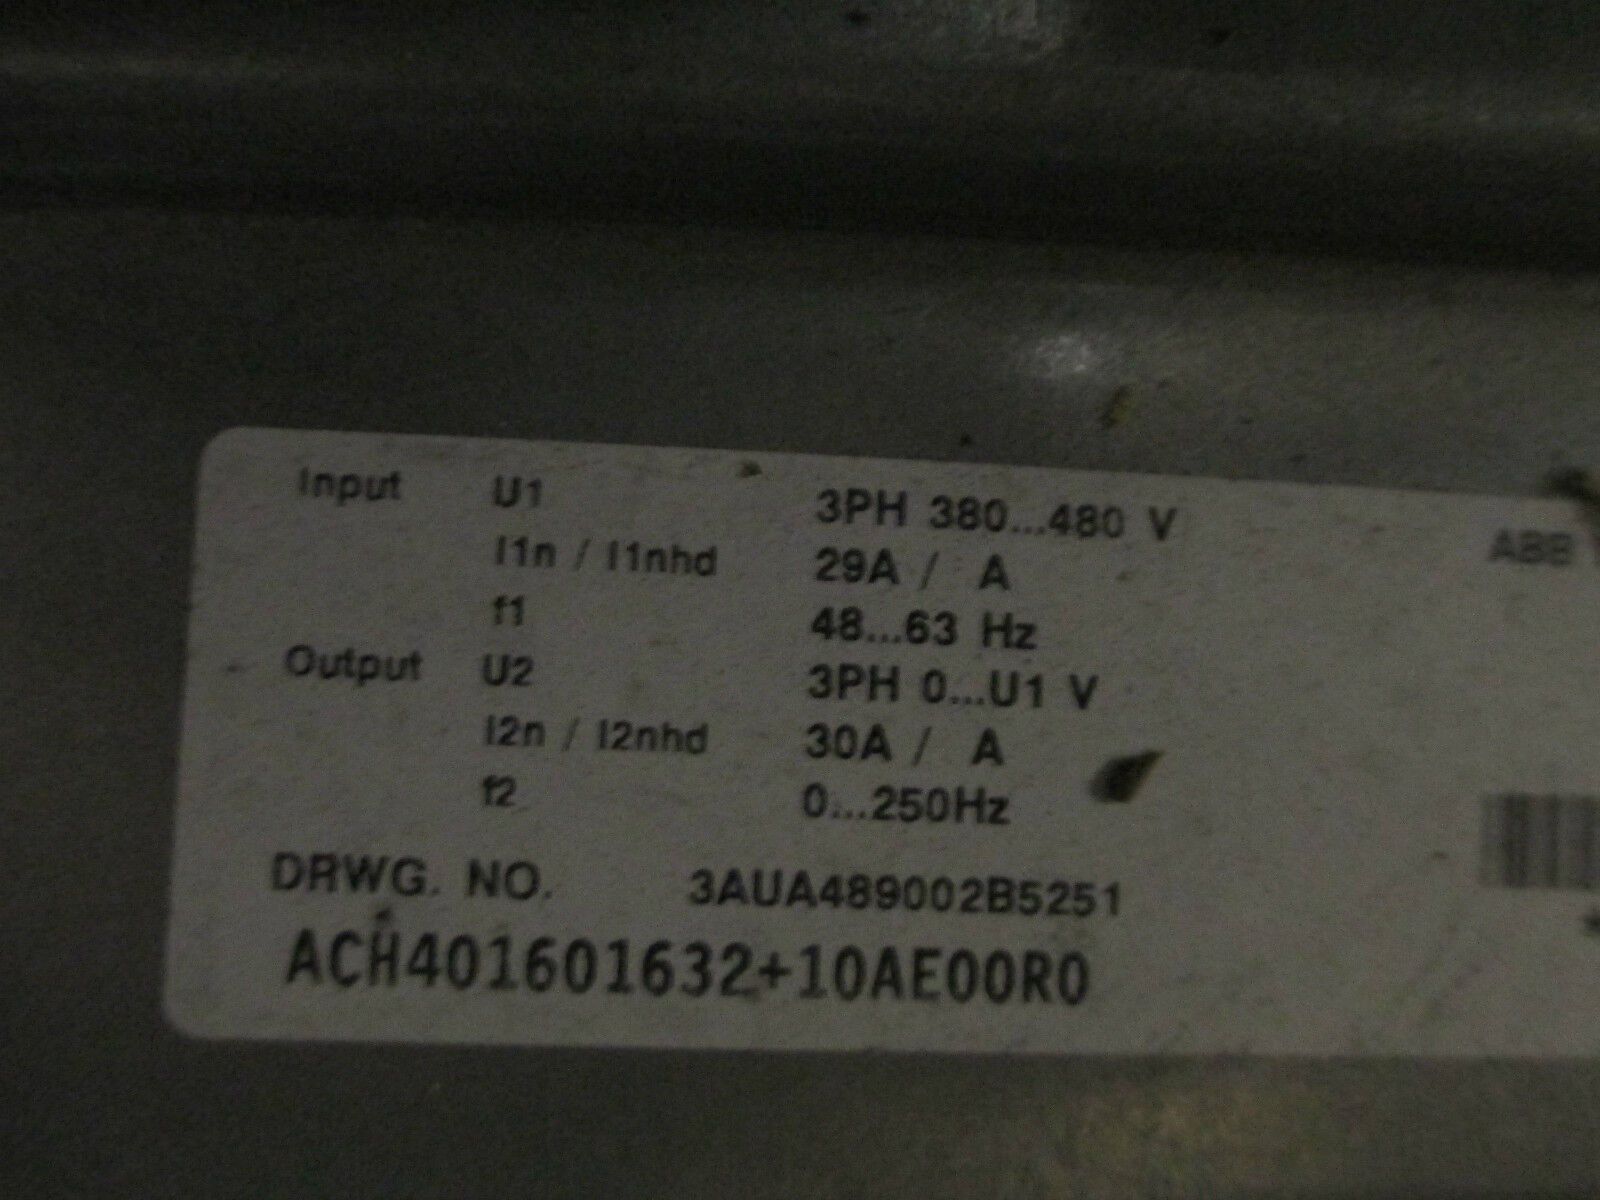 Input U1 3PH 380...480 V
I1n / I1nhd 29A / A
f1 48...63 Hz
Output U2 3PH 0...U1 V
I2n / I2nhd 30A / A
f2 0...250Hz
DRWG. NO. 3AUA489002B5251
ACH401601632+10AE00R0
ABB